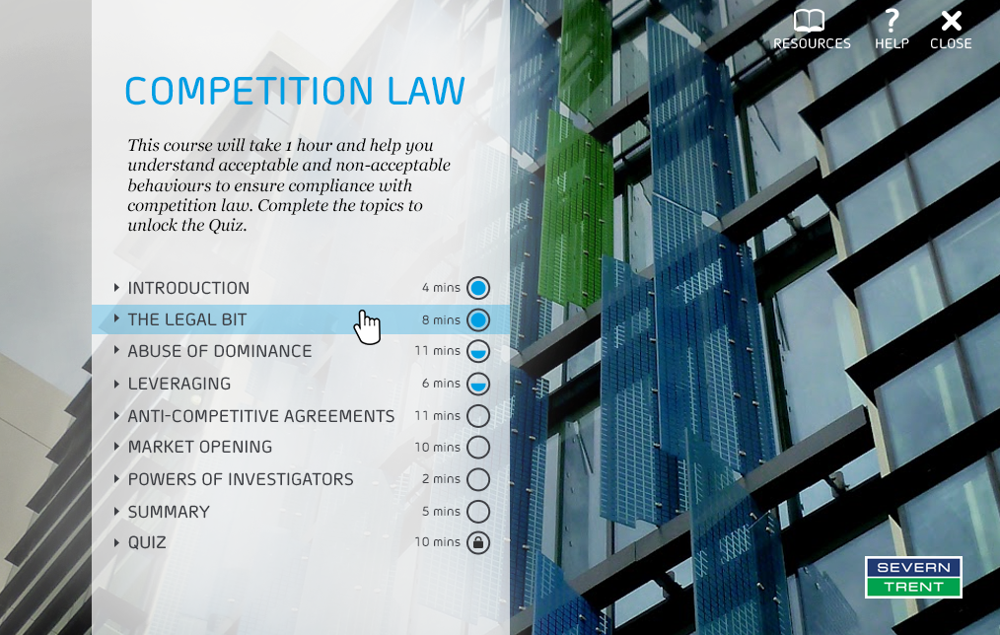 RESOURCES HELP CLOSE
COMPETITION LAW
This course will take 1 hour and help you
understand acceptable and non-acceptable
behaviours to ensure compliance with
competition law. Complete the topics to
unlock the Quiz.
INTRODUCTION 4 mins
THE LEGAL BIT 8 mins
ABUSE OF DOMINANCE 11 mins
LEVERAGING 6 mins
ANTI-COMPETITIVE AGREEMENTS 11 mins
MARKET OPENING 10 mins
POWERS OF INVESTIGATORS 2 mins
SUMMARY 5 mins
QUIZ 10 mins
SEVERN
TRENT